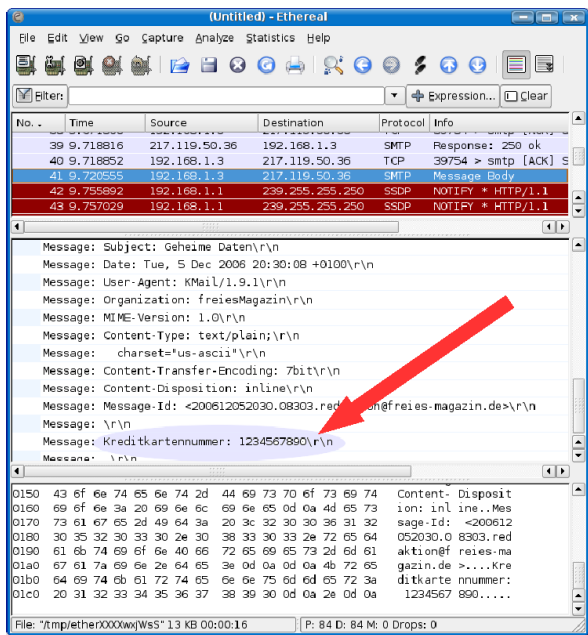 (Untitled) - Ethereal
File Edit View Go Capture Analyze Statistics Help
Filter: Expression... Clear
No. . Time Source Destination Protocol Info
39 9.718816 217.119.50.36 192.168.1.3 SMTP Response: 250 ok
40 9.718852 192.168.1.3 217.119.50.36 TCP 39754 > smtp [ACK] S
41 9.720555 192.168.1.3 217.119.50.36 SMTP Message Body
42 9.755892 192.168.1.1 239.255.255.250 SSDP NOTIFY * HTTP/1.1
43 9.757029 192.168.1.1 239.255.255.250 SSDP NOTIFY * HTTP/1.1
Message: Subject: Geheime Daten\r\n
Message: Date: Tue, 5 Dec 2006 20:30:08 +0100\r\n
Message: User-Agent: KMail/1.9.1\r\n
Message: Organization: freiesMagazin\r\n
Message: MIME-Version: 1.0\r\n
Message: Content-Type: text/plain;\r\n
Message: charset="us-ascii"\r\n
Message: Content-Transfer-Encoding: 7bit\r\n
Message: Content-Disposition: inline\r\n
Message: Message-Id: <200612052030.08303.red on@freies-magazin.de>\r\n
Message: \r\n
Message: Kreditkartennummer: 1234567890\r\n
Message: \r\n
0150 43 6f 6e 74 65 6e 74 2d 44 69 73 70 6f 73 69 74 Content- Disposit
0160 69 6f 6e 3a 20 69 6e 6c 69 6e 65 0d 0a 4d 65 73 ion: inl ine..Mes
0170 73 61 67 65 2d 49 64 3a 20 3c 32 30 30 36 31 32 sage-Id: <200612
0180 30 35 32 30 33 30 2e 30 38 33 30 33 2e 72 65 64 052030.0 8303.red
0190 61 6b 74 69 6f 6e 40 66 72 65 69 65 73 2d 6d 61 aktion@f reies-ma
01a0 67 61 7a 69 6e 2e 64 65 3e 0d 0a 0d 0a 4b 72 65 gazin.de >....Kre
01b0 64 69 74 6b 61 72 74 65 6e 6e 75 6d 6d 65 72 3a ditkarte nnummer:
01c0 20 31 32 33 34 35 36 37 38 39 30 0d 0a 2e 0d 0a 1234567 890.....
File: "/tmp/etherXXXXwxjWsS" 13 KB 00:00:16 P: 84 D: 84 M: 0 Drops: 0